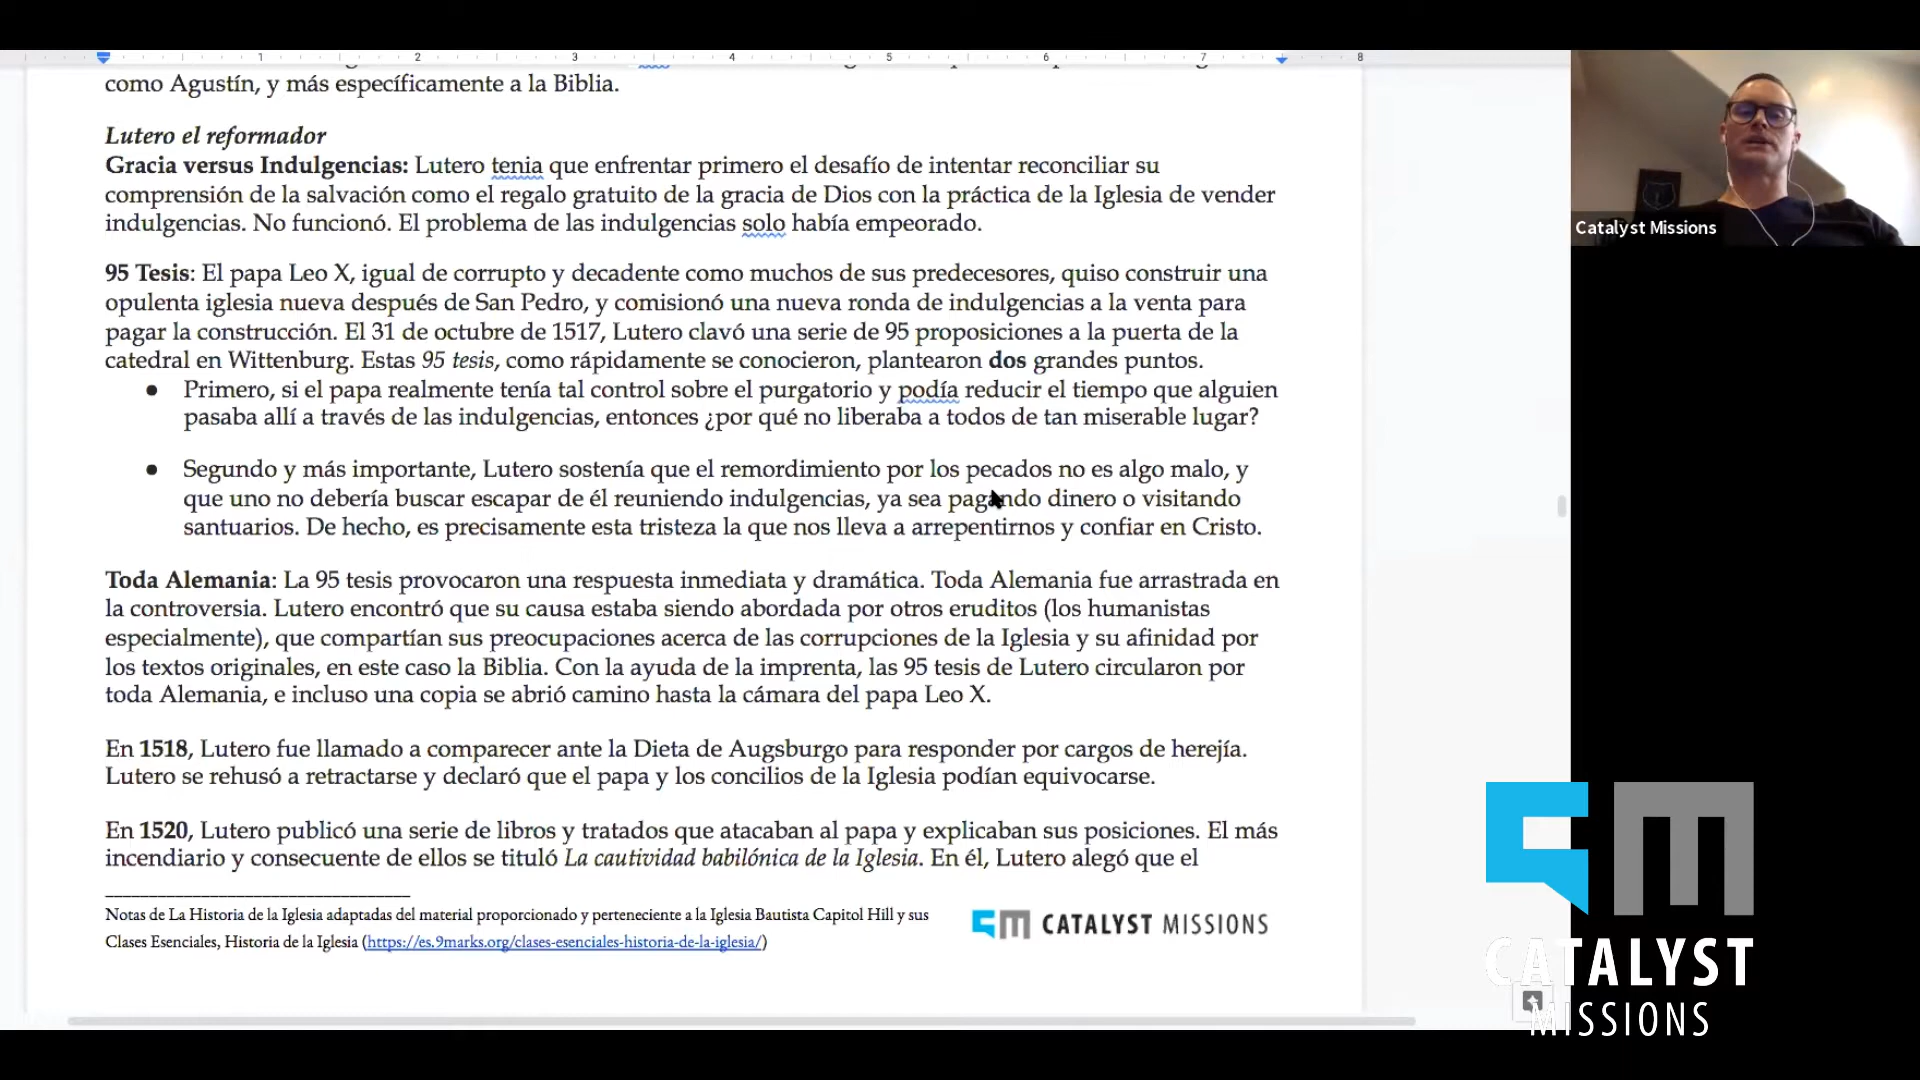 1 2 3 4 5 6 7 8
como Agustín, y más específicamente a la Biblia.
Lutero el reformador
Gracia versus Indulgencias: Lutero tenia que enfrentar primero el desafío de intentar reconciliar su
comprensión de la salvación como el regalo gratuito de la gracia de Dios con la práctica de la Iglesia de vender
indulgencias. No funcionó. El problema de las indulgencias solo había empeorado.
95 Tesis: El papa Leo X, igual de corrupto y decadente como muchos de sus predecesores, quiso construir una
opulenta iglesia nueva después de San Pedro, y comisionó una nueva ronda de indulgencias a la venta para
pagar la construcción. El 31 de octubre de 1517, Lutero clavó una serie de 95 proposiciones a la puerta de la
catedral en Wittenburg. Estas 95 tesis, como rápidamente se conocieron, plantearon dos grandes puntos.
● Primero, si el papa realmente tenía tal control sobre el purgatorio y podía reducir el tiempo que alguien
pasaba allí a través de las indulgencias, entonces ¿por qué no liberaba a todos de tan miserable lugar?
● Segundo y más importante, Lutero sostenía que el remordimiento por los pecados no es algo malo, y
que uno no debería buscar escapar de él reuniendo indulgencias, ya sea pagando dinero o visitando
santuarios. De hecho, es precisamente esta tristeza la que nos lleva a arrepentirnos y confiar en Cristo.
Toda Alemania: La 95 tesis provocaron una respuesta inmediata y dramática. Toda Alemania fue arrastrada en
la controversia. Lutero encontró que su causa estaba siendo abordada por otros eruditos (los humanistas
especialmente), que compartían sus preocupaciones acerca de las corrupciones de la Iglesia y su afinidad por
los textos originales, en este caso la Biblia. Con la ayuda de la imprenta, las 95 tesis de Lutero circularon por
toda Alemania, e incluso una copia se abrió camino hasta la cámara del papa Leo X.
En 1518, Lutero fue llamado a comparecer ante la Dieta de Augsburgo para responder por cargos de herejía.
Lutero se rehusó a retractarse y declaró que el papa y los concilios de la Iglesia podían equivocarse.
En 1520, Lutero publicó una serie de libros y tratados que atacaban al papa y explicaban sus posiciones. El más
incendiario y consecuente de ellos se tituló La cautividad babilónica de la Iglesia. En él, Lutero alegó que el
Notas de La Historia de la Iglesia adaptadas del material proporcionado y perteneciente a la Iglesia Bautista Capitol Hill y sus
Clases Esenciales, Historia de la Iglesia (https://es.9marks.org/clases-esenciales-historia-de-la-iglesia/)
CATALYST MISSIONS
Catalyst Missions
CATALYST
MISSIONS